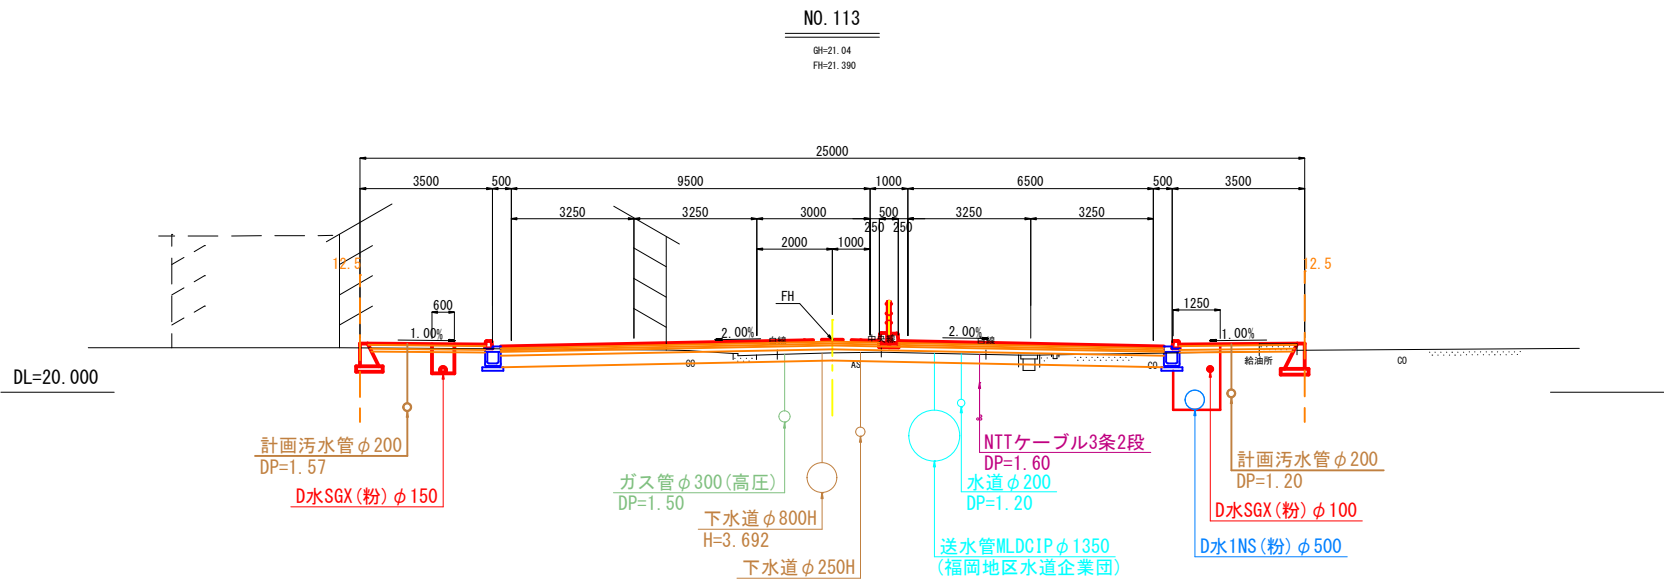 NO.113
GH=21.04
FH=21.390
25000
3500 500 9500 1000 6500 500 3500
3250 3250 3000 500 3250 3250
250 250
2000 1000
12.5 12.5
600 FH 1250
1.00% 2.00% 2.00% 1.00%
白線
給油所
CO AS CO CO
DL=20.000
計画汚水管φ200
DP=1.57
D水SGX(粉)φ150
ガス管φ300(高圧)
DP=1.50
下水道φ800H
H=3.692
下水道φ250H
送水管MLDCIPφ1350
(福岡地区水道企業団)
水道φ200
DP=1.20
NTTケーブル3条2段
DP=1.60
計画汚水管φ200
DP=1.20
D水SGX(粉)φ100
D水1NS(粉)φ500